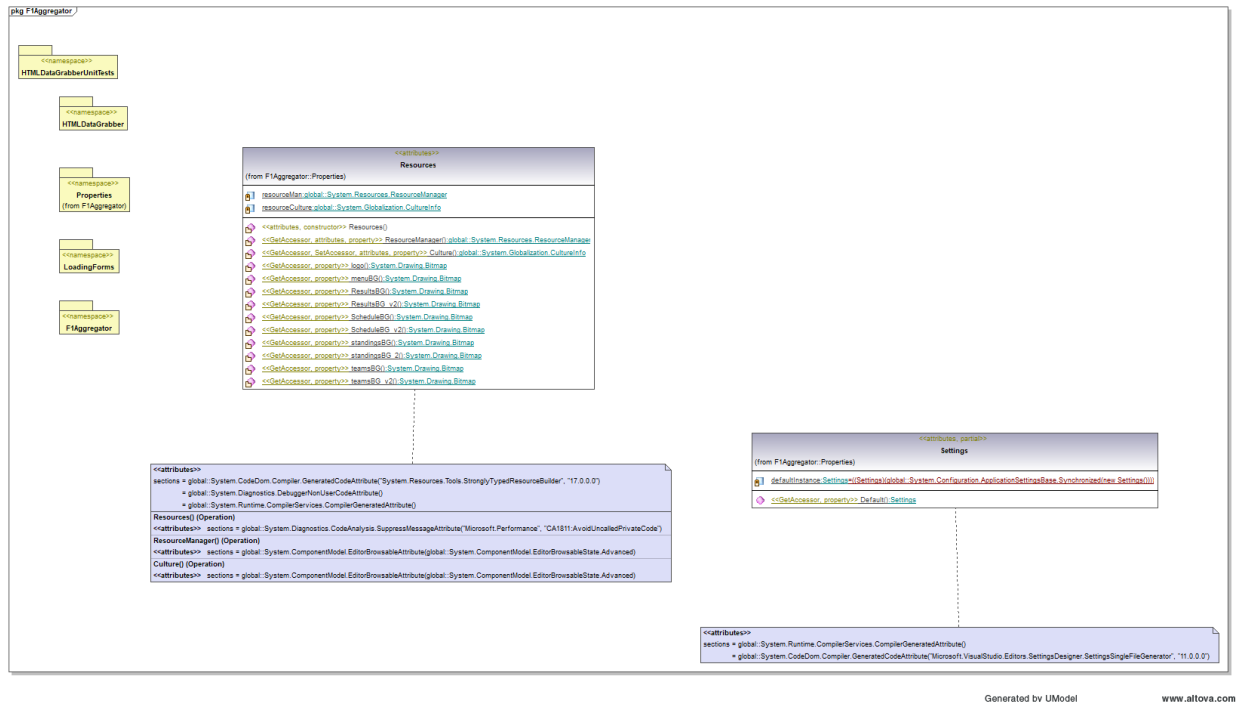 pkg F1Aggregator
<<namespace>>
HTMLDataGrabberUnitTests
<<namespace>>
HTMLDataGrabber
<<namespace>>
Properties
(from F1Aggregator)
<<namespace>>
LoadingForms
<<namespace>>
F1Aggregator
<<attributes>>
Resources
(from F1Aggregator::Properties)
resourceMan:global::System.Resources.ResourceManager
resourceCulture:global::System.Globalization.CultureInfo
<<attributes, constructor>> Resources()
<<GetAccessor, attributes, property>> ResourceManager():global::System.Resources.ResourceManager
<<GetAccessor, SetAccessor, attributes, property>> Culture():global::System.Globalization.CultureInfo
<<GetAccessor, property>> logo():System.Drawing.Bitmap
<<GetAccessor, property>> menuBG():System.Drawing.Bitmap
<<GetAccessor, property>> ResultsBG():System.Drawing.Bitmap
<<GetAccessor, property>> ResultsBG_v2():System.Drawing.Bitmap
<<GetAccessor, property>> ScheduleBG():System.Drawing.Bitmap
<<GetAccessor, property>> ScheduleBG_v2():System.Drawing.Bitmap
<<GetAccessor, property>> standingsBG():System.Drawing.Bitmap
<<GetAccessor, property>> standingsBG_2():System.Drawing.Bitmap
<<GetAccessor, property>> teamsBG():System.Drawing.Bitmap
<<GetAccessor, property>> teamsBG_v2():System.Drawing.Bitmap
<<attributes>>
sections = global::System.CodeDom.Compiler.GeneratedCodeAttribute("System.Resources.Tools.StronglyTypedResourceBuilder", "17.0.0.0")
= global::System.Diagnostics.DebuggerNonUserCodeAttribute()
= global::System.Runtime.CompilerServices.CompilerGeneratedAttribute()
Resources() (Operation)
<<attributes>> sections = global::System.Diagnostics.CodeAnalysis.SuppressMessageAttribute("Microsoft.Performance", "CA1811:AvoidUncalledPrivateCode")
ResourceManager() (Operation)
<<attributes>> sections = global::System.ComponentModel.EditorBrowsableAttribute(global::System.ComponentModel.EditorBrowsableState.Advanced)
Culture() (Operation)
<<attributes>> sections = global::System.ComponentModel.EditorBrowsableAttribute(global::System.ComponentModel.EditorBrowsableState.Advanced)
<<attributes, partial>>
Settings
(from F1Aggregator::Properties)
defaultInstance:Settings=((Settings)(global::System.Configuration.ApplicationSettingsBase.Synchronized(new Settings())))
<<GetAccessor, property>> Default():Settings
<<attributes>>
sections = global::System.Runtime.CompilerServices.CompilerGeneratedAttribute()
= global::System.CodeDom.Compiler.GeneratedCodeAttribute("Microsoft.VisualStudio.Editors.SettingsDesigner.SettingsSingleFileGenerator", "11.0.0.0")
Generated by UModel
www.altova.com